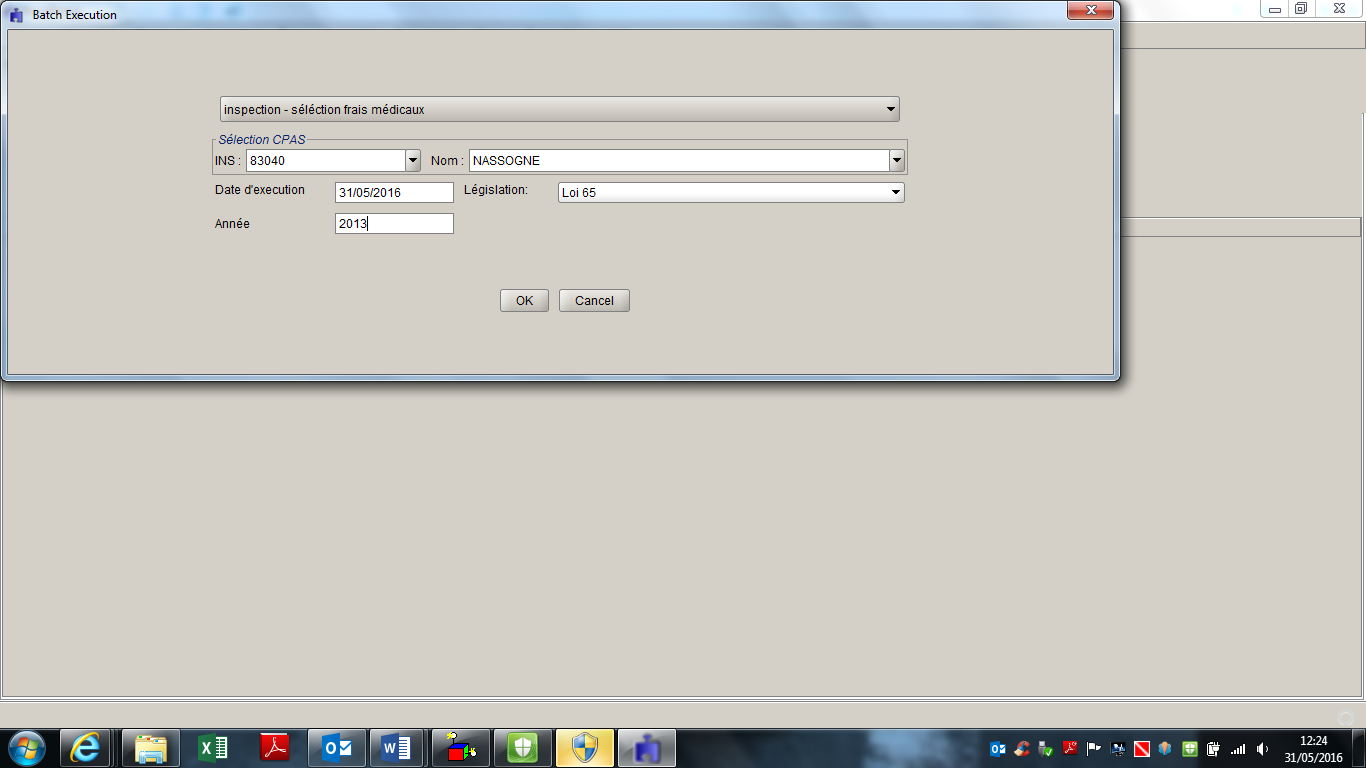 Batch Execution
inspection - séléction frais médicaux
Sélection CPAS
INS : 83040 Nom : NASSOGNE
Date d'execution 31/05/2016 Législation: Loi 65
Année 2013
OK Cancel
12:24
31/05/2016